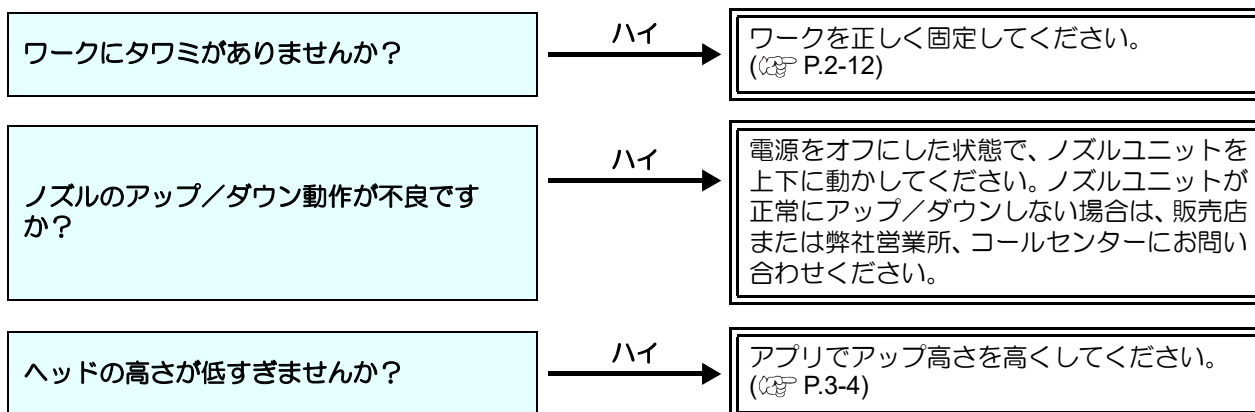 ワークにタワミがありませんか？
ハイ
ワークを正しく固定してください。
(☞ P.2-12)
ノズルのアップ／ダウン動作が不良です
か？
ハイ
電源をオフにした状態で、ノズルユニットを
上下に動かしてください。ノズルユニットが
正常にアップ／ダウンしない場合は、販売店
または弊社営業所、コールセンターにお問い
合わせください。
ヘッドの高さが低すぎませんか？
ハイ
アプリでアップ高さを高くしてください。
(☞ P.3-4)